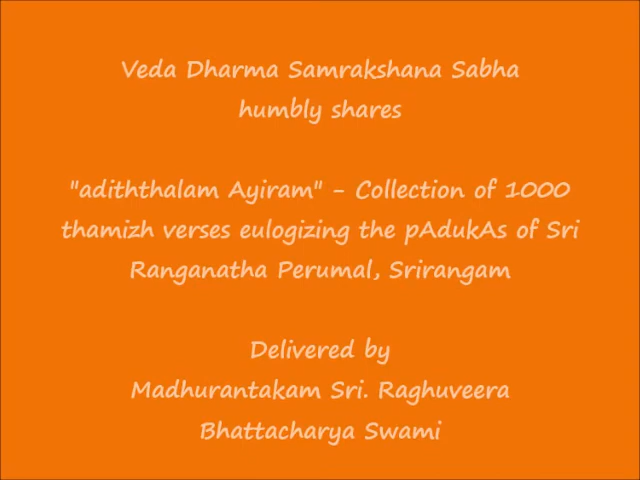 Veda Dharma Samrakshana Sabha
humbly shares
"adiththalam Ayiram" - Collection of 1000
thamizh verses eulogizing the pAdukAs of Sri
Ranganatha Perumal, Srirangam
Delivered by
Madhurantakam Sri. Raghuveera
Bhattacharya Swami